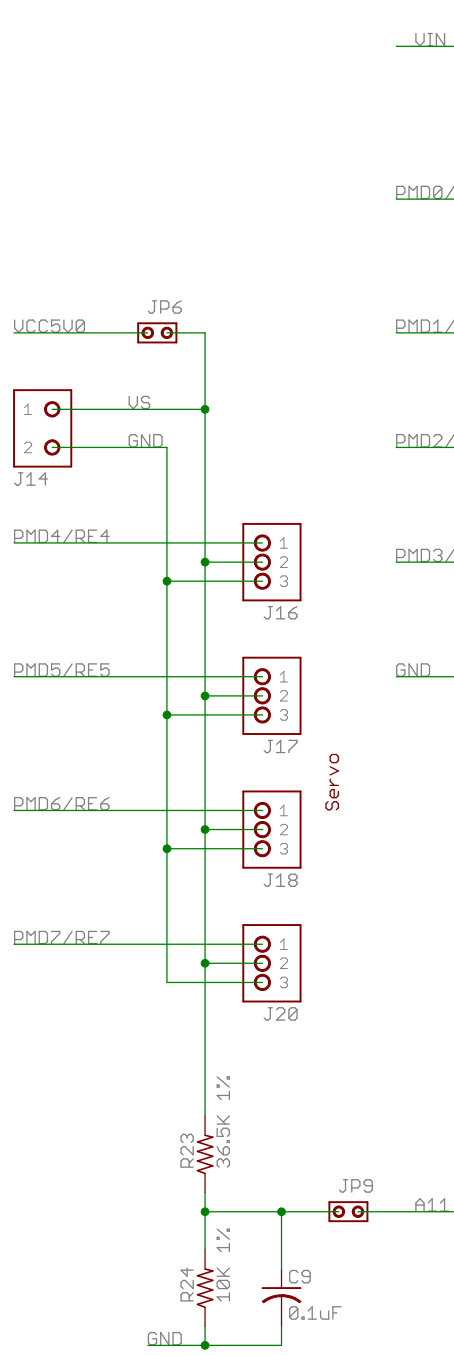 VIN
PMD0/
JP6
VCC5V0
PMD1/
1 VS
2 GND
PMD2/
J14
PMD4/RE4
1
2
3
J16
PMD3/
PMD5/RE5
1
2
3
J17
GND
Servo
PMD6/RE6
1
2
3
J18
PMD7/RE7
1
2
3
J20
R23
36.5K 1%
JP9
A11
R24
10K 1%
C9
0.1uF
GND